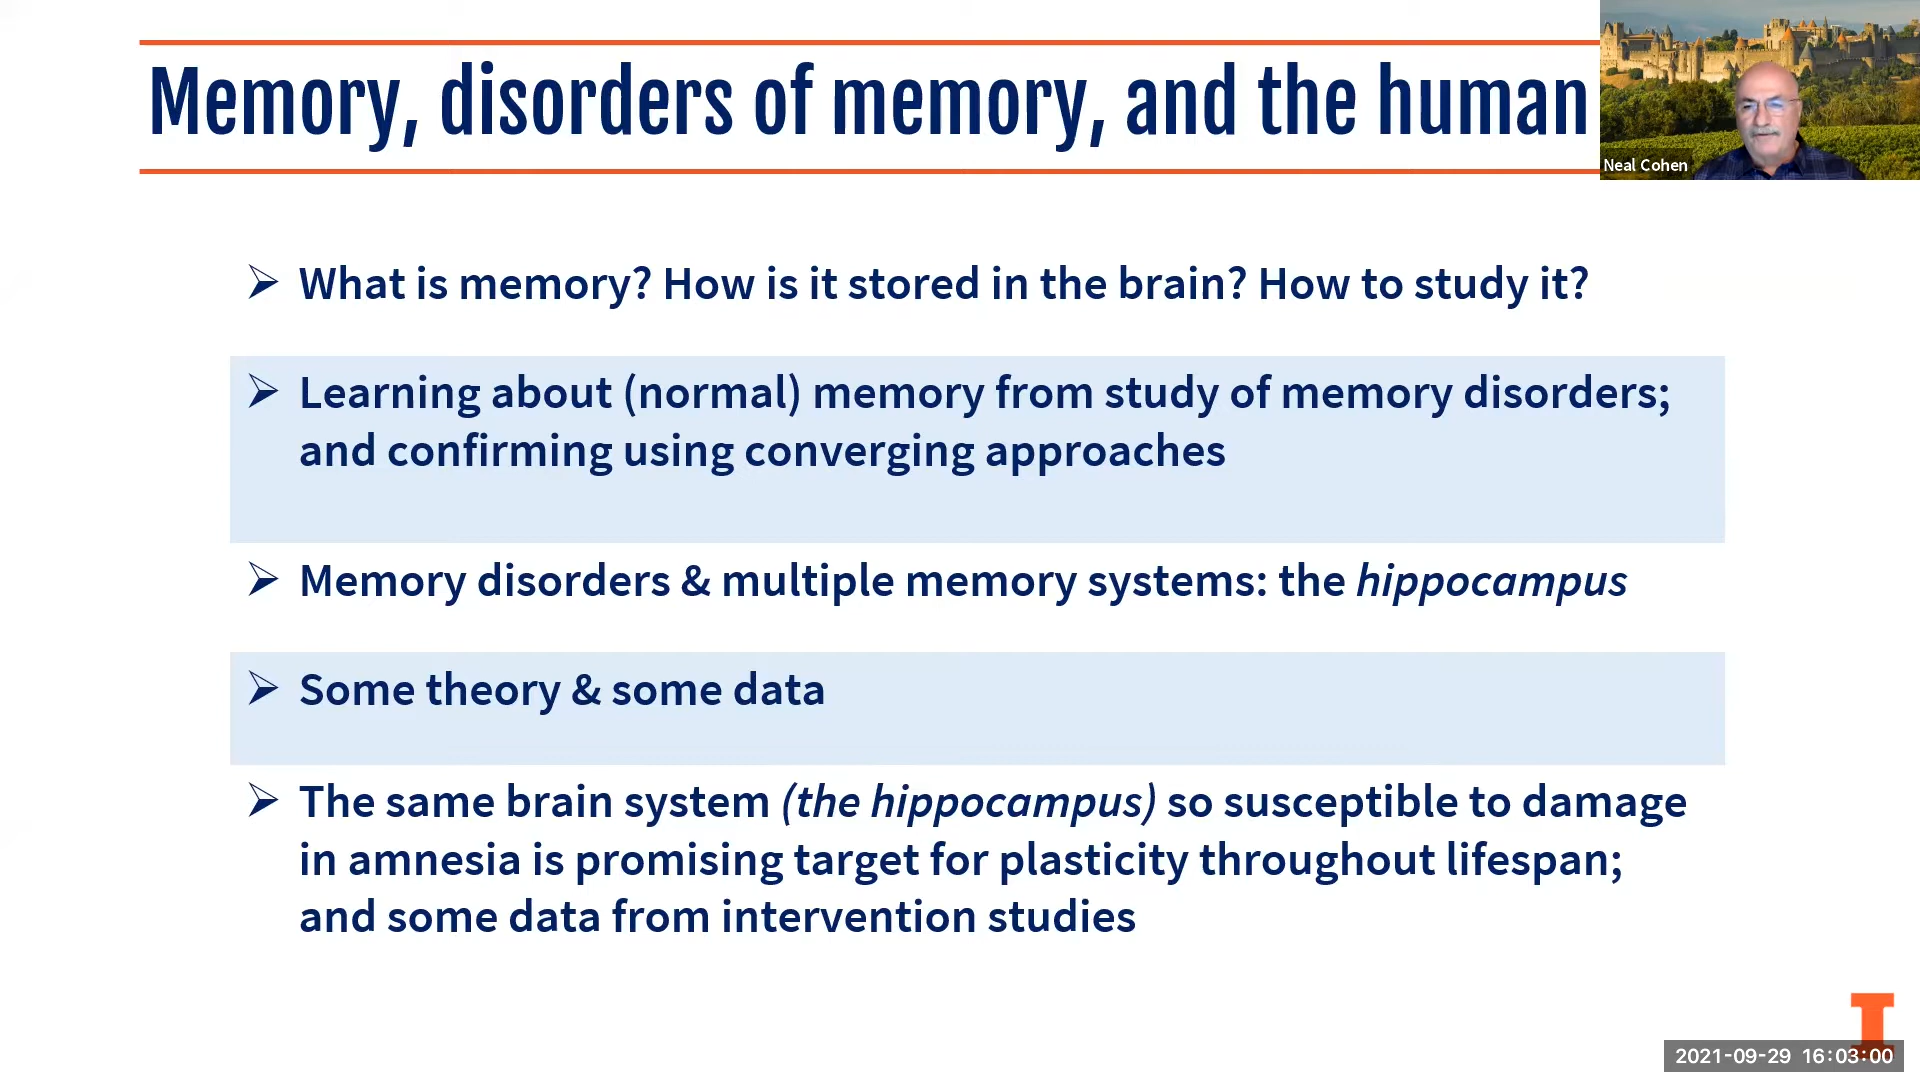 Memory, disorders of memory, and the human
Neal Cohen
➢ What is memory? How is it stored in the brain? How to study it?
➢ Learning about (normal) memory from study of memory disorders;
and confirming using converging approaches
➢ Memory disorders & multiple memory systems: the hippocampus
➢ Some theory & some data
➢ The same brain system (the hippocampus) so susceptible to damage
in amnesia is promising target for plasticity throughout lifespan;
and some data from intervention studies
I
2021-09-29 16:03:00